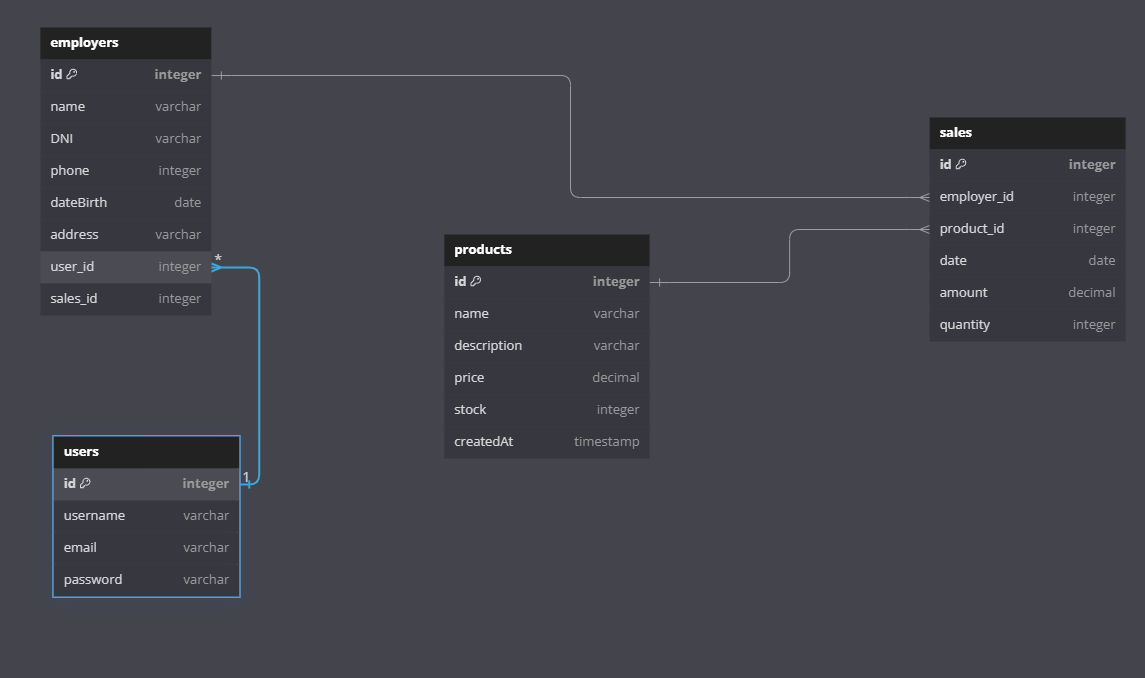 employers
id integer
name varchar
DNI varchar
phone integer
dateBirth date
address varchar
user_id integer *
sales_id integer
sales
id integer
employer_id integer
product_id integer
date date
amount decimal
quantity integer
products
id integer
name varchar
description varchar
price decimal
stock integer
createdAt timestamp
users
id integer 1
username varchar
email varchar
password varchar